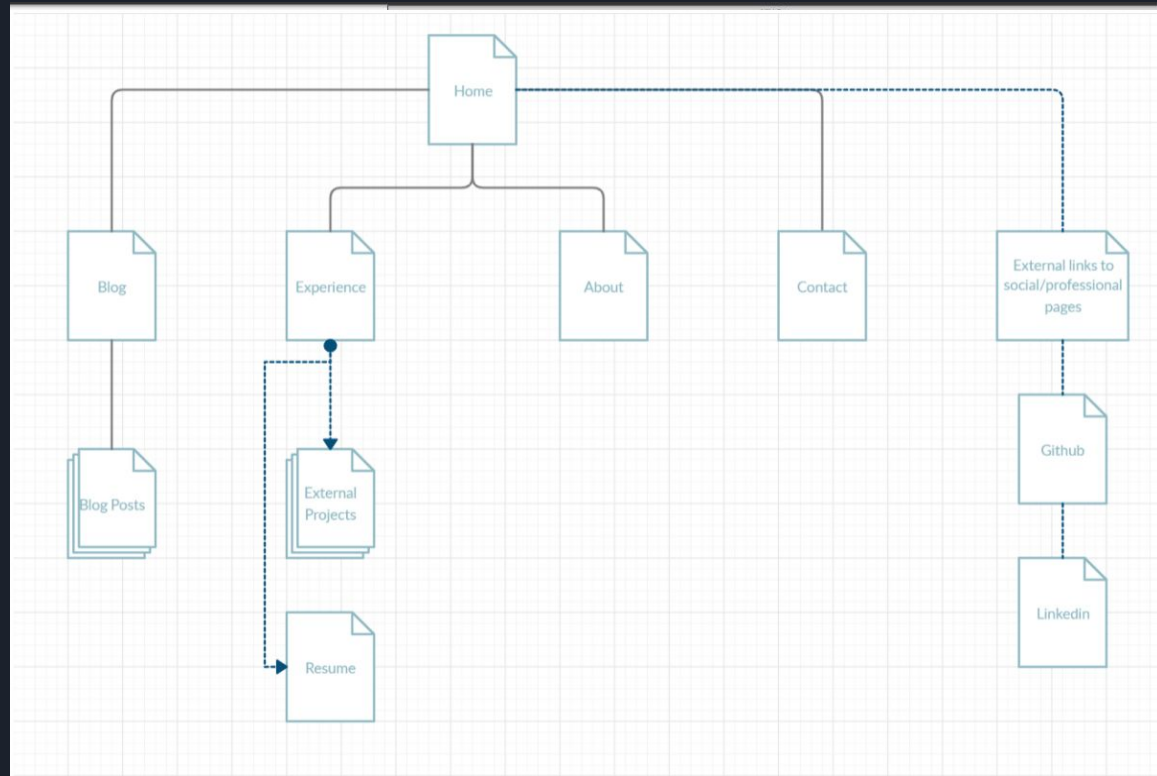 Home
Blog
Experience
About
Contact
External links to
social/professional
pages
Blog Posts
External
Projects
Github
Resume
Linkedin